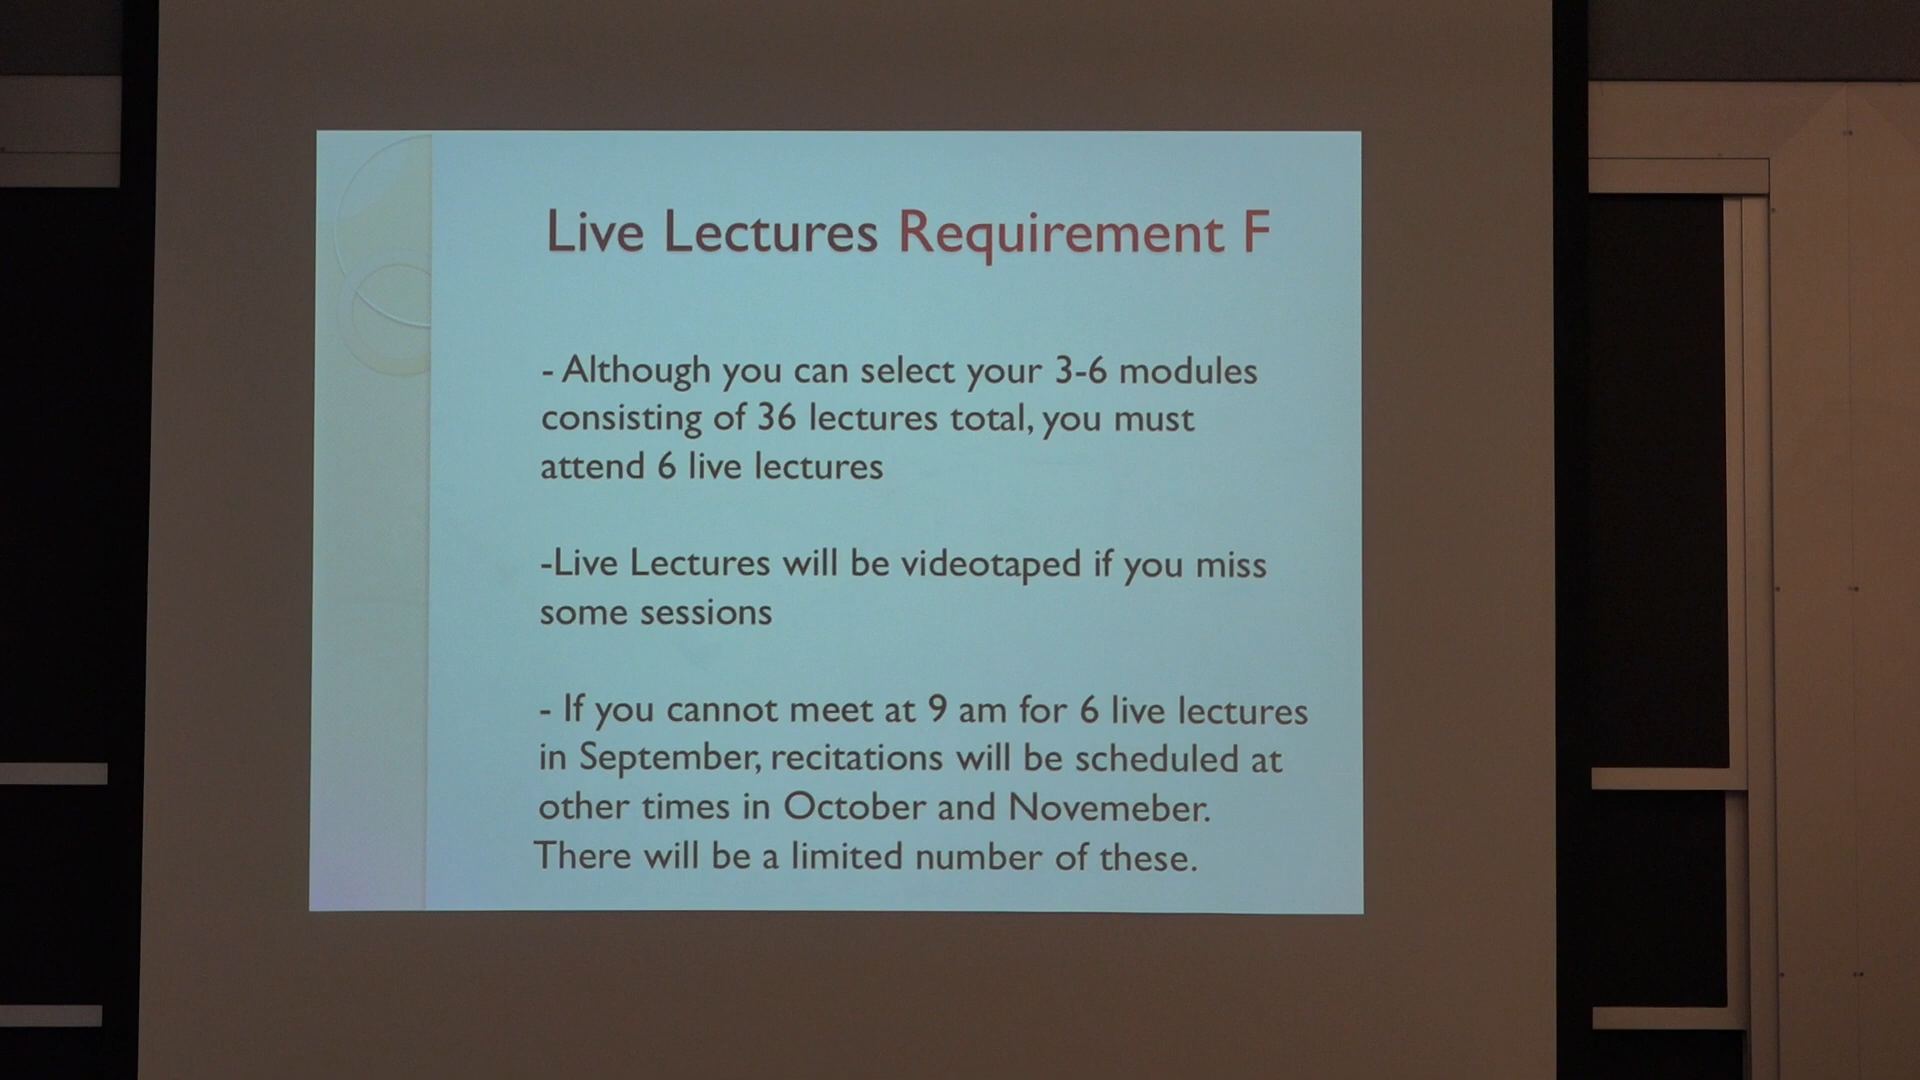 Live Lectures Requirement F
- Although you can select your 3-6 modules
consisting of 36 lectures total, you must
attend 6 live lectures
-Live Lectures will be videotaped if you miss
some sessions
- If you cannot meet at 9 am for 6 live lectures
in September, recitations will be scheduled at
other times in October and Novemeber.
There will be a limited number of these.